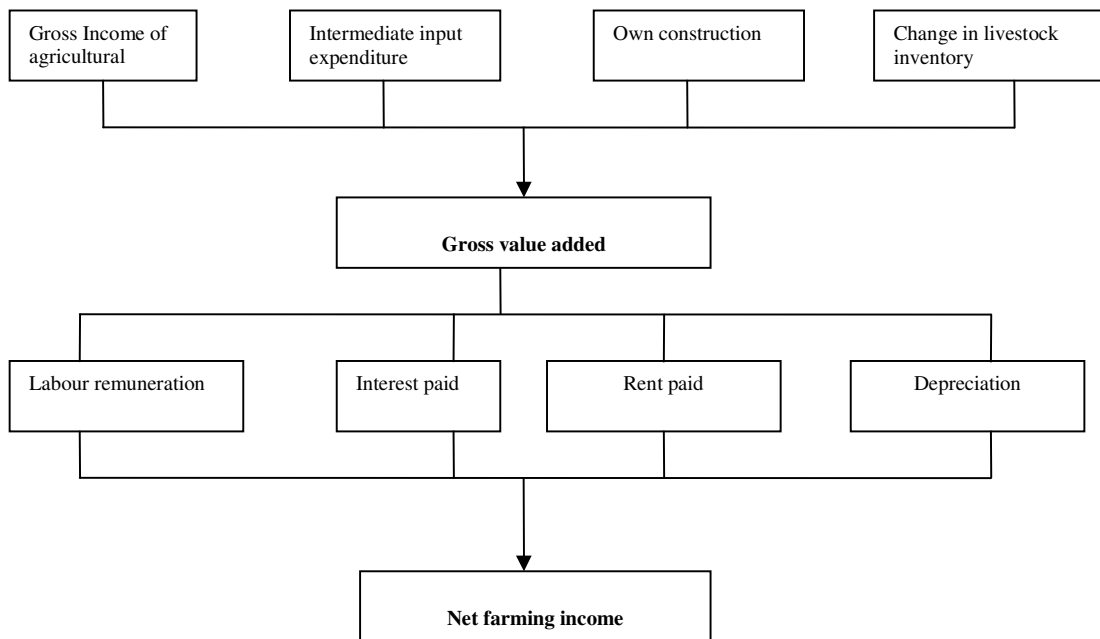 Gross Income of
agricultural
Intermediate input
expenditure
Own construction
Change in livestock
inventory
Gross value added
Labour remuneration
Interest paid
Rent paid
Depreciation
Net farming income